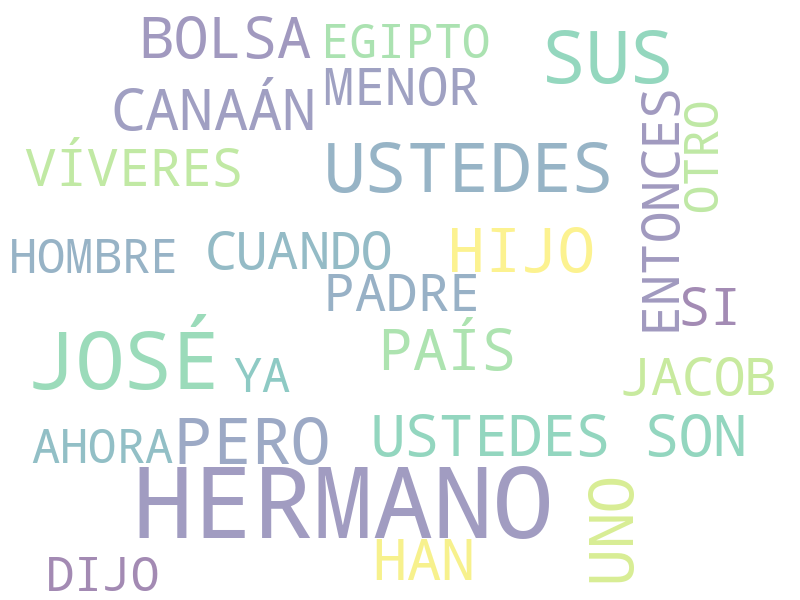 BOLSA EGIPTO SUS
CANAÁN MENOR
VÍVERES USTEDES ENTONCES OTRO
HOMBRE CUANDO HIJO
PADRE SI
JOSÉ YA PAÍS JACOB
AHORA PERO USTEDES SON
HERMANO UNO
DIJO HAN